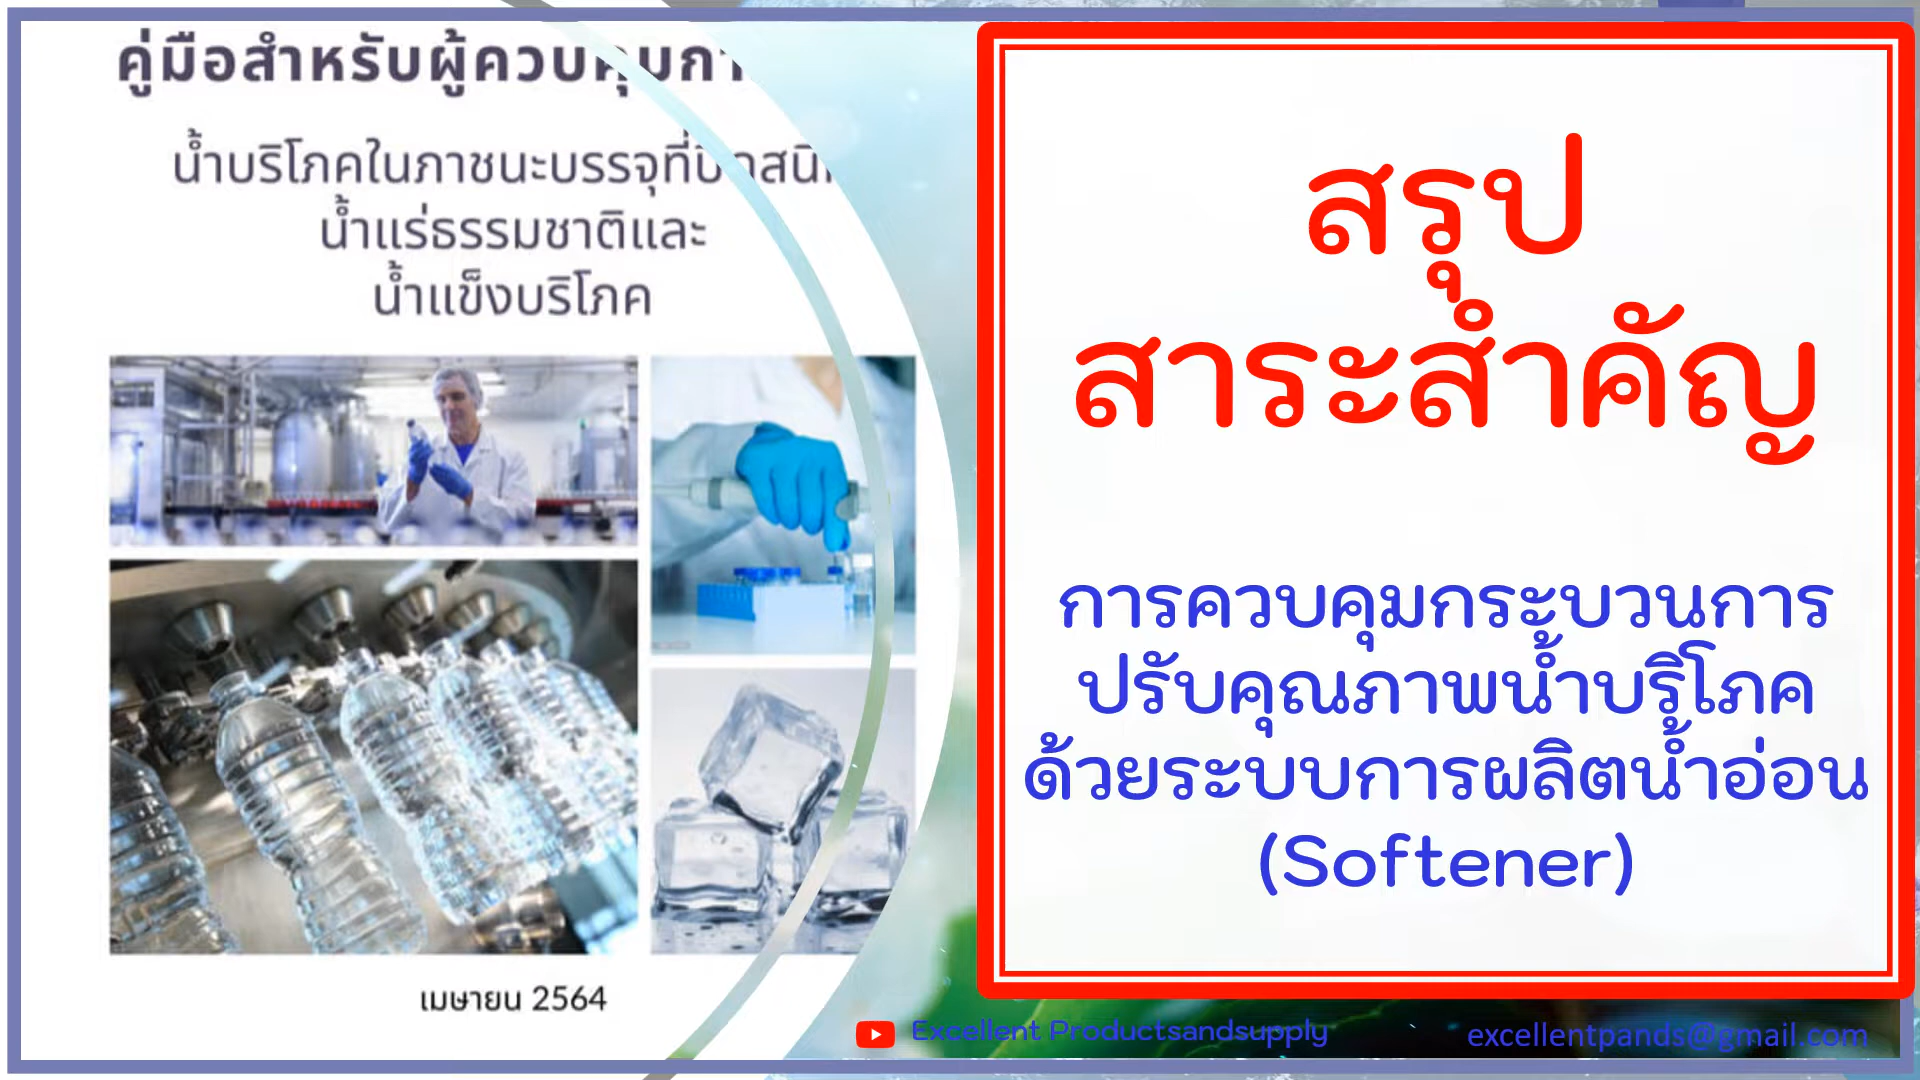 คู่มือสำหรับผู้ควบคุมกา
น้ำบริโภคในภาชนะบรรจุที่ปิดสนิ
น้ำแร่ธรรมชาติและ
น้ำแข็งบริโภค
เมษายน 2564
สรุป
สาระสำคัญ
การควบคุมกระบวนการ
ปรับคุณภาพน้ำบริโภค
ด้วยระบบการผลิตน้ำอ่อน
(Softener)
Excellent Productsandsupply
excellentpands@gmail.com